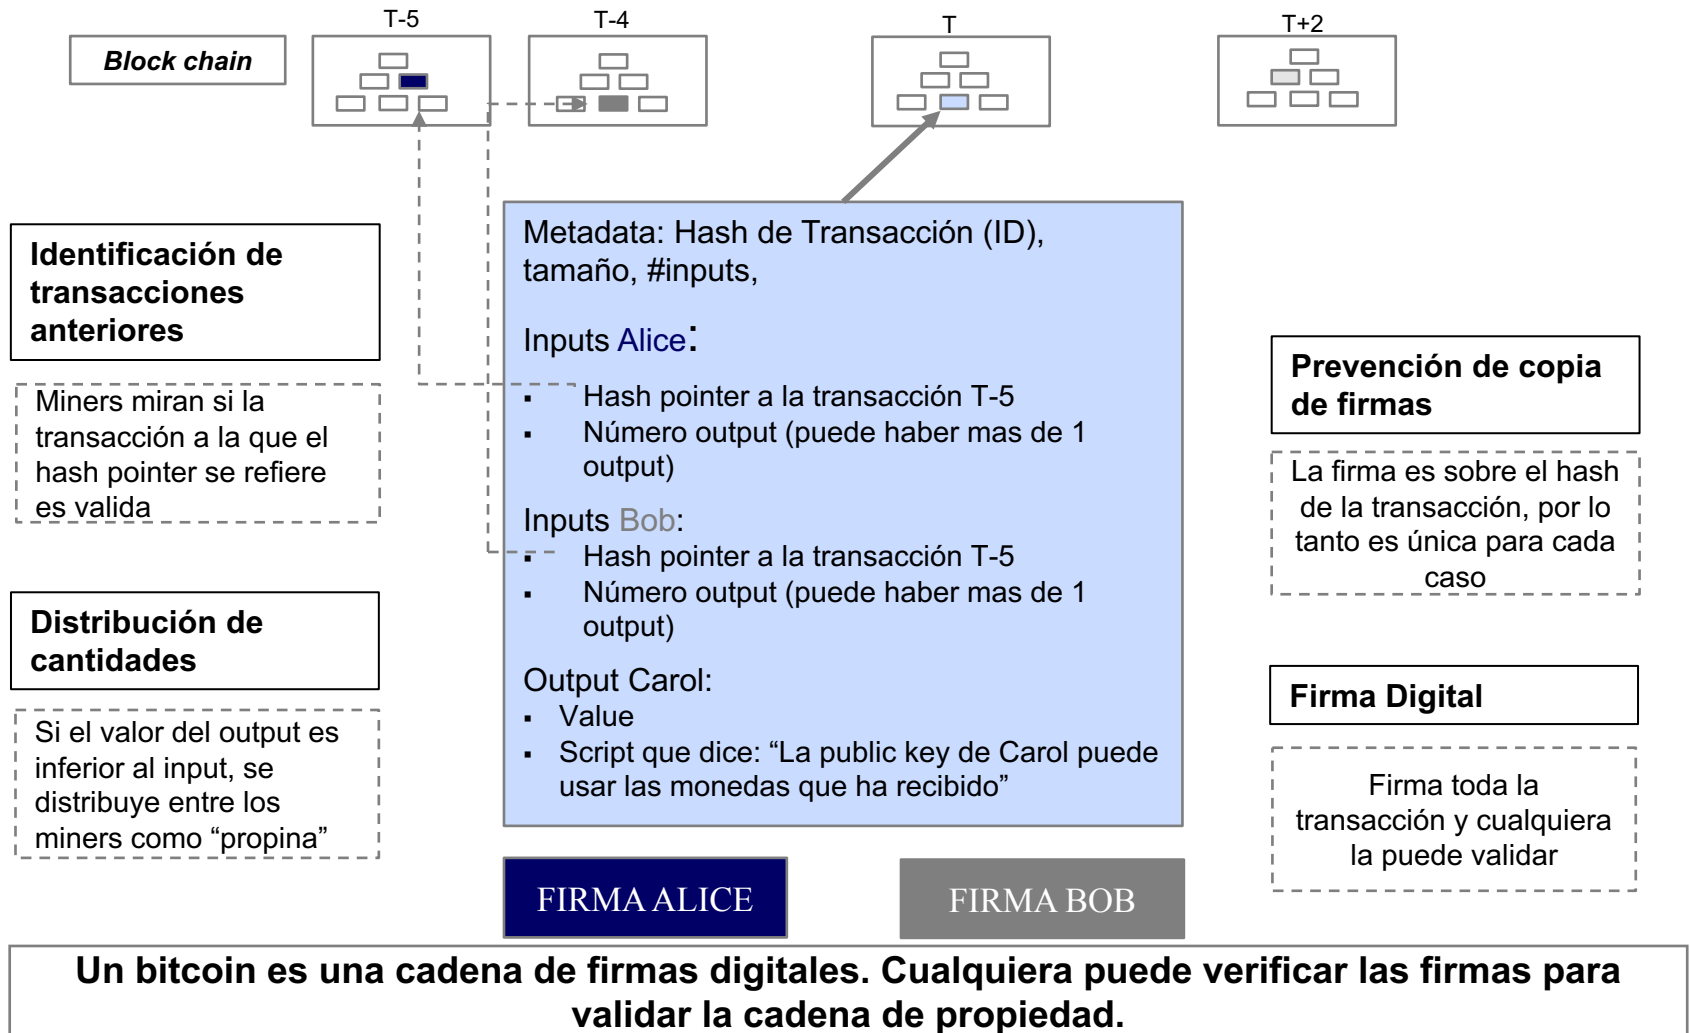 T-5
T-4
T
T+2
Block chain
Identificación de
transacciones
anteriores
Miners miran si la
transacción a la que el
hash pointer se refiere
es valida
Distribución de
cantidades
Si el valor del output es
inferior al input, se
distribuye entre los
miners como “propina”
Metadata: Hash de Transacción (ID),
tamaño, #inputs,
Inputs Alice:
▪ Hash pointer a la transacción T-5
▪ Número output (puede haber mas de 1
output)
Inputs Bob:
▪ Hash pointer a la transacción T-5
▪ Número output (puede haber mas de 1
output)
Output Carol:
▪ Value
▪ Script que dice: “La public key de Carol puede
usar las monedas que ha recibido”
FIRMA ALICE
FIRMA BOB
Prevención de copia
de firmas
La firma es sobre el hash
de la transacción, por lo
tanto es única para cada
caso
Firma Digital
Firma toda la
transacción y cualquiera
la puede validar
Un bitcoin es una cadena de firmas digitales. Cualquiera puede verificar las firmas para
validar la cadena de propiedad.